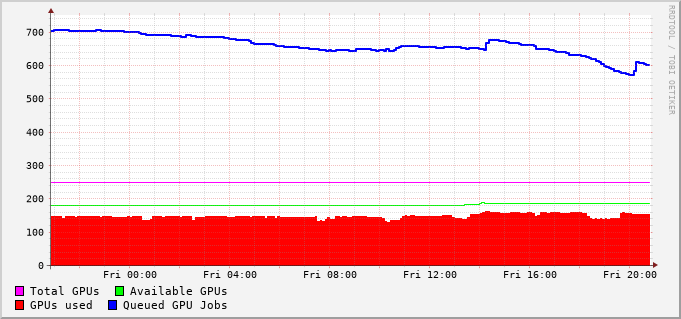 RRDTOOL / TOBI OETIKER
700
600
500
400
300
200
100
0
Fri 00:00 Fri 04:00 Fri 08:00 Fri 12:00 Fri 16:00 Fri 20:00
Total GPUs Available GPUs
GPUs used Queued GPU Jobs